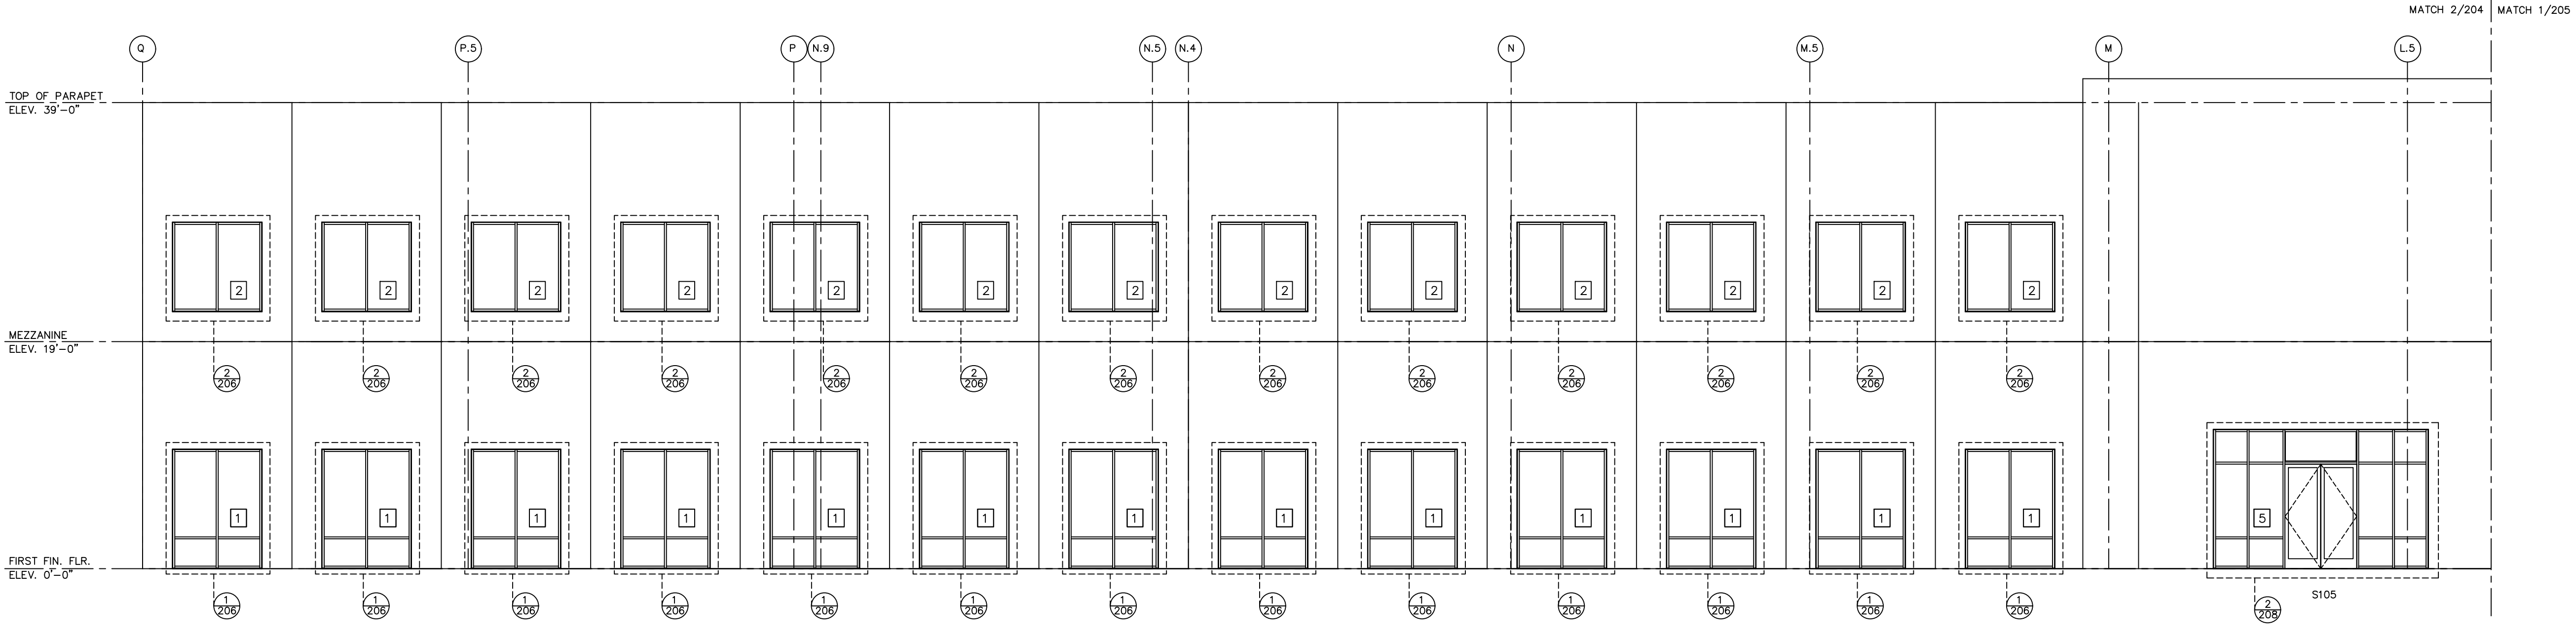 MATCH 2/204 MATCH 1/205
Q P.5 P N.9 N.5 N.4 N M.5 M L.5
TOP OF PARAPET
ELEV. 39'-0"
2 2 2 2 2 2 2 2 2 2 2 2 2
MEZZANINE
ELEV. 19'-0"
2 2 2 2 2 2 2 2 2 2 2 2 2
206 206 206 206 206 206 206 206 206 206 206 206 206
1 1 1 1 1 1 1 1 1 1 1 1 1 5
FIRST FIN. FLR.
ELEV. 0'-0"
S105
1 1 1 1 1 1 1 1 1 1 1 1 1 2
206 206 206 206 206 206 206 206 206 206 206 206 206 208